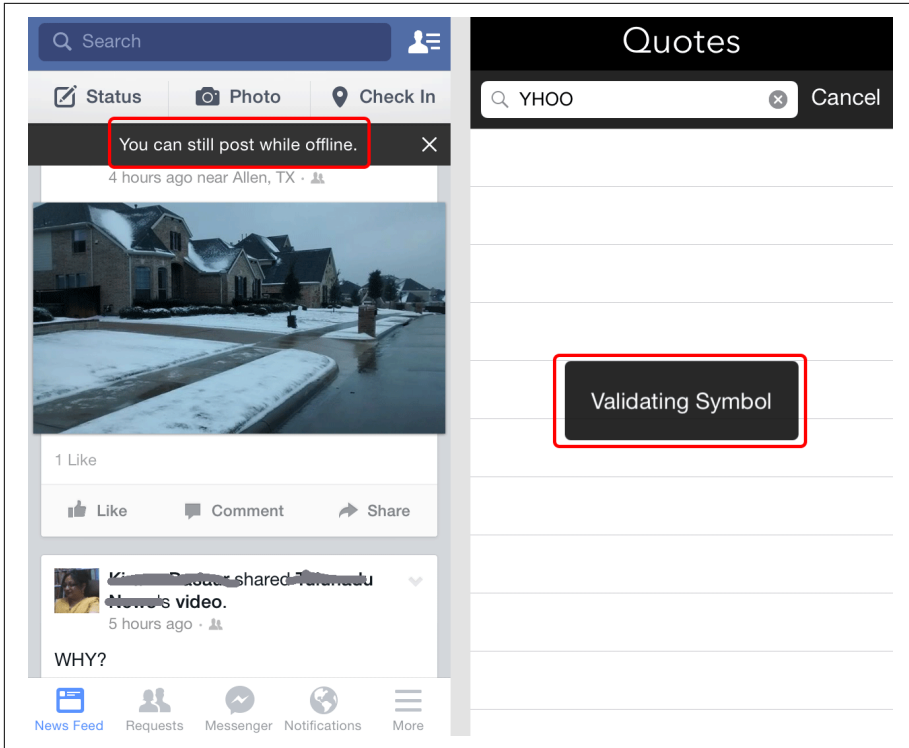 Search
Status
Photo
Check In
You can still post while offline.
4 hours ago near Allen, TX ·
1 Like
Like
Comment
Share
shared
's video.
5 hours ago ·
WHY?
News Feed
Requests
Messenger
Notifications
More
Quotes
YHOO
Cancel
Validating Symbol